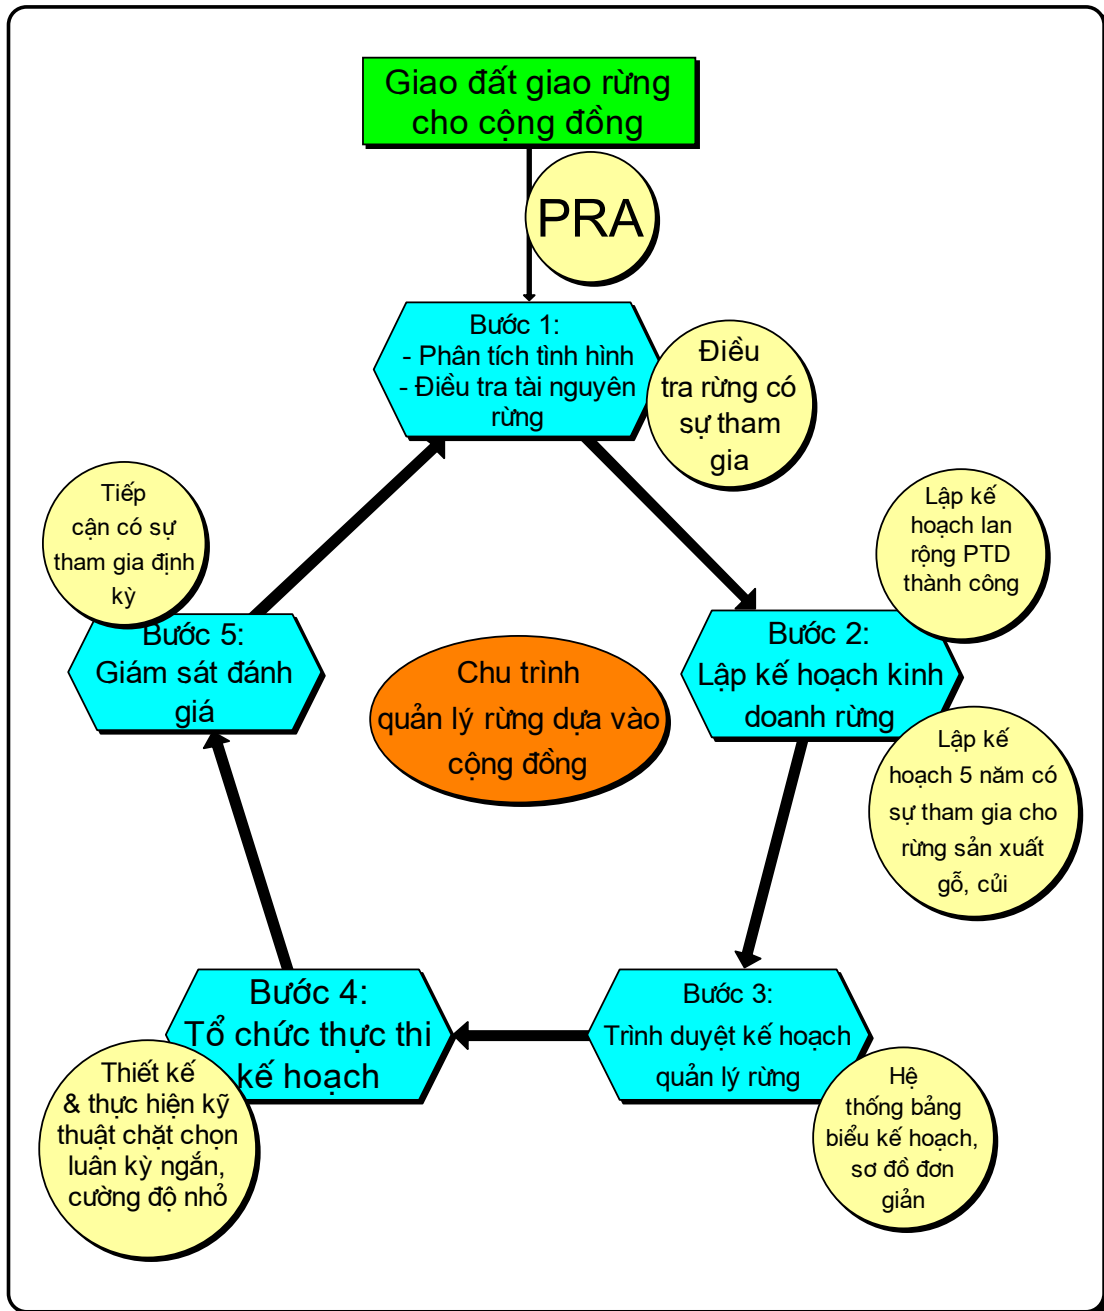 Giao đất giao rừng
cho cộng đồng
PRA
Bước 1:
- Phân tích tình hình
- Điều tra tài nguyên
rừng
Điều
tra rừng có
sự tham
gia
Tiếp
cận có sự
tham gia định
kỳ
Lập kế
hoạch lan
rộng PTD
thành công
Bước 5:
Giám sát đánh
giá
Chu trình
quản lý rừng dựa vào
cộng đồng
Bước 2:
Lập kế hoạch kinh
doanh rừng
Lập kế
hoạch 5 năm có
sự tham gia cho
rừng sản xuất
gỗ, củi
Bước 4:
Tổ chức thực thi
kế hoạch
Bước 3:
Trình duyệt kế hoạch
quản lý rừng
Thiết kế
& thực hiện kỹ
thuật chặt chọn
luân kỳ ngắn,
cường độ nhỏ
Hệ
thống bảng
biểu kế hoạch,
sơ đồ đơn
giản